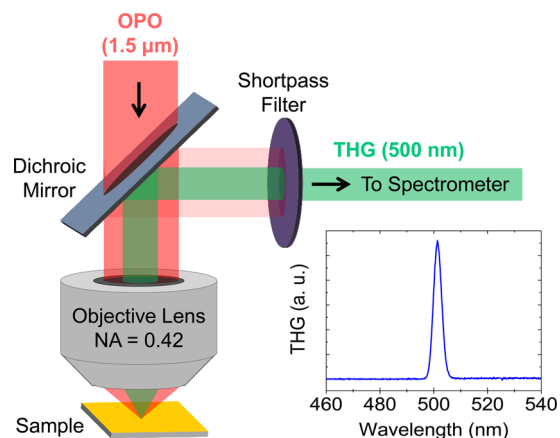 OPO
(1.5 µm)
Shortpass
Filter
Dichroic
Mirror
THG (500 nm)
To Spectrometer
Objective Lens
NA = 0.42
Sample
THG (a. u.)
460 480 500 520 540
Wavelength (nm)